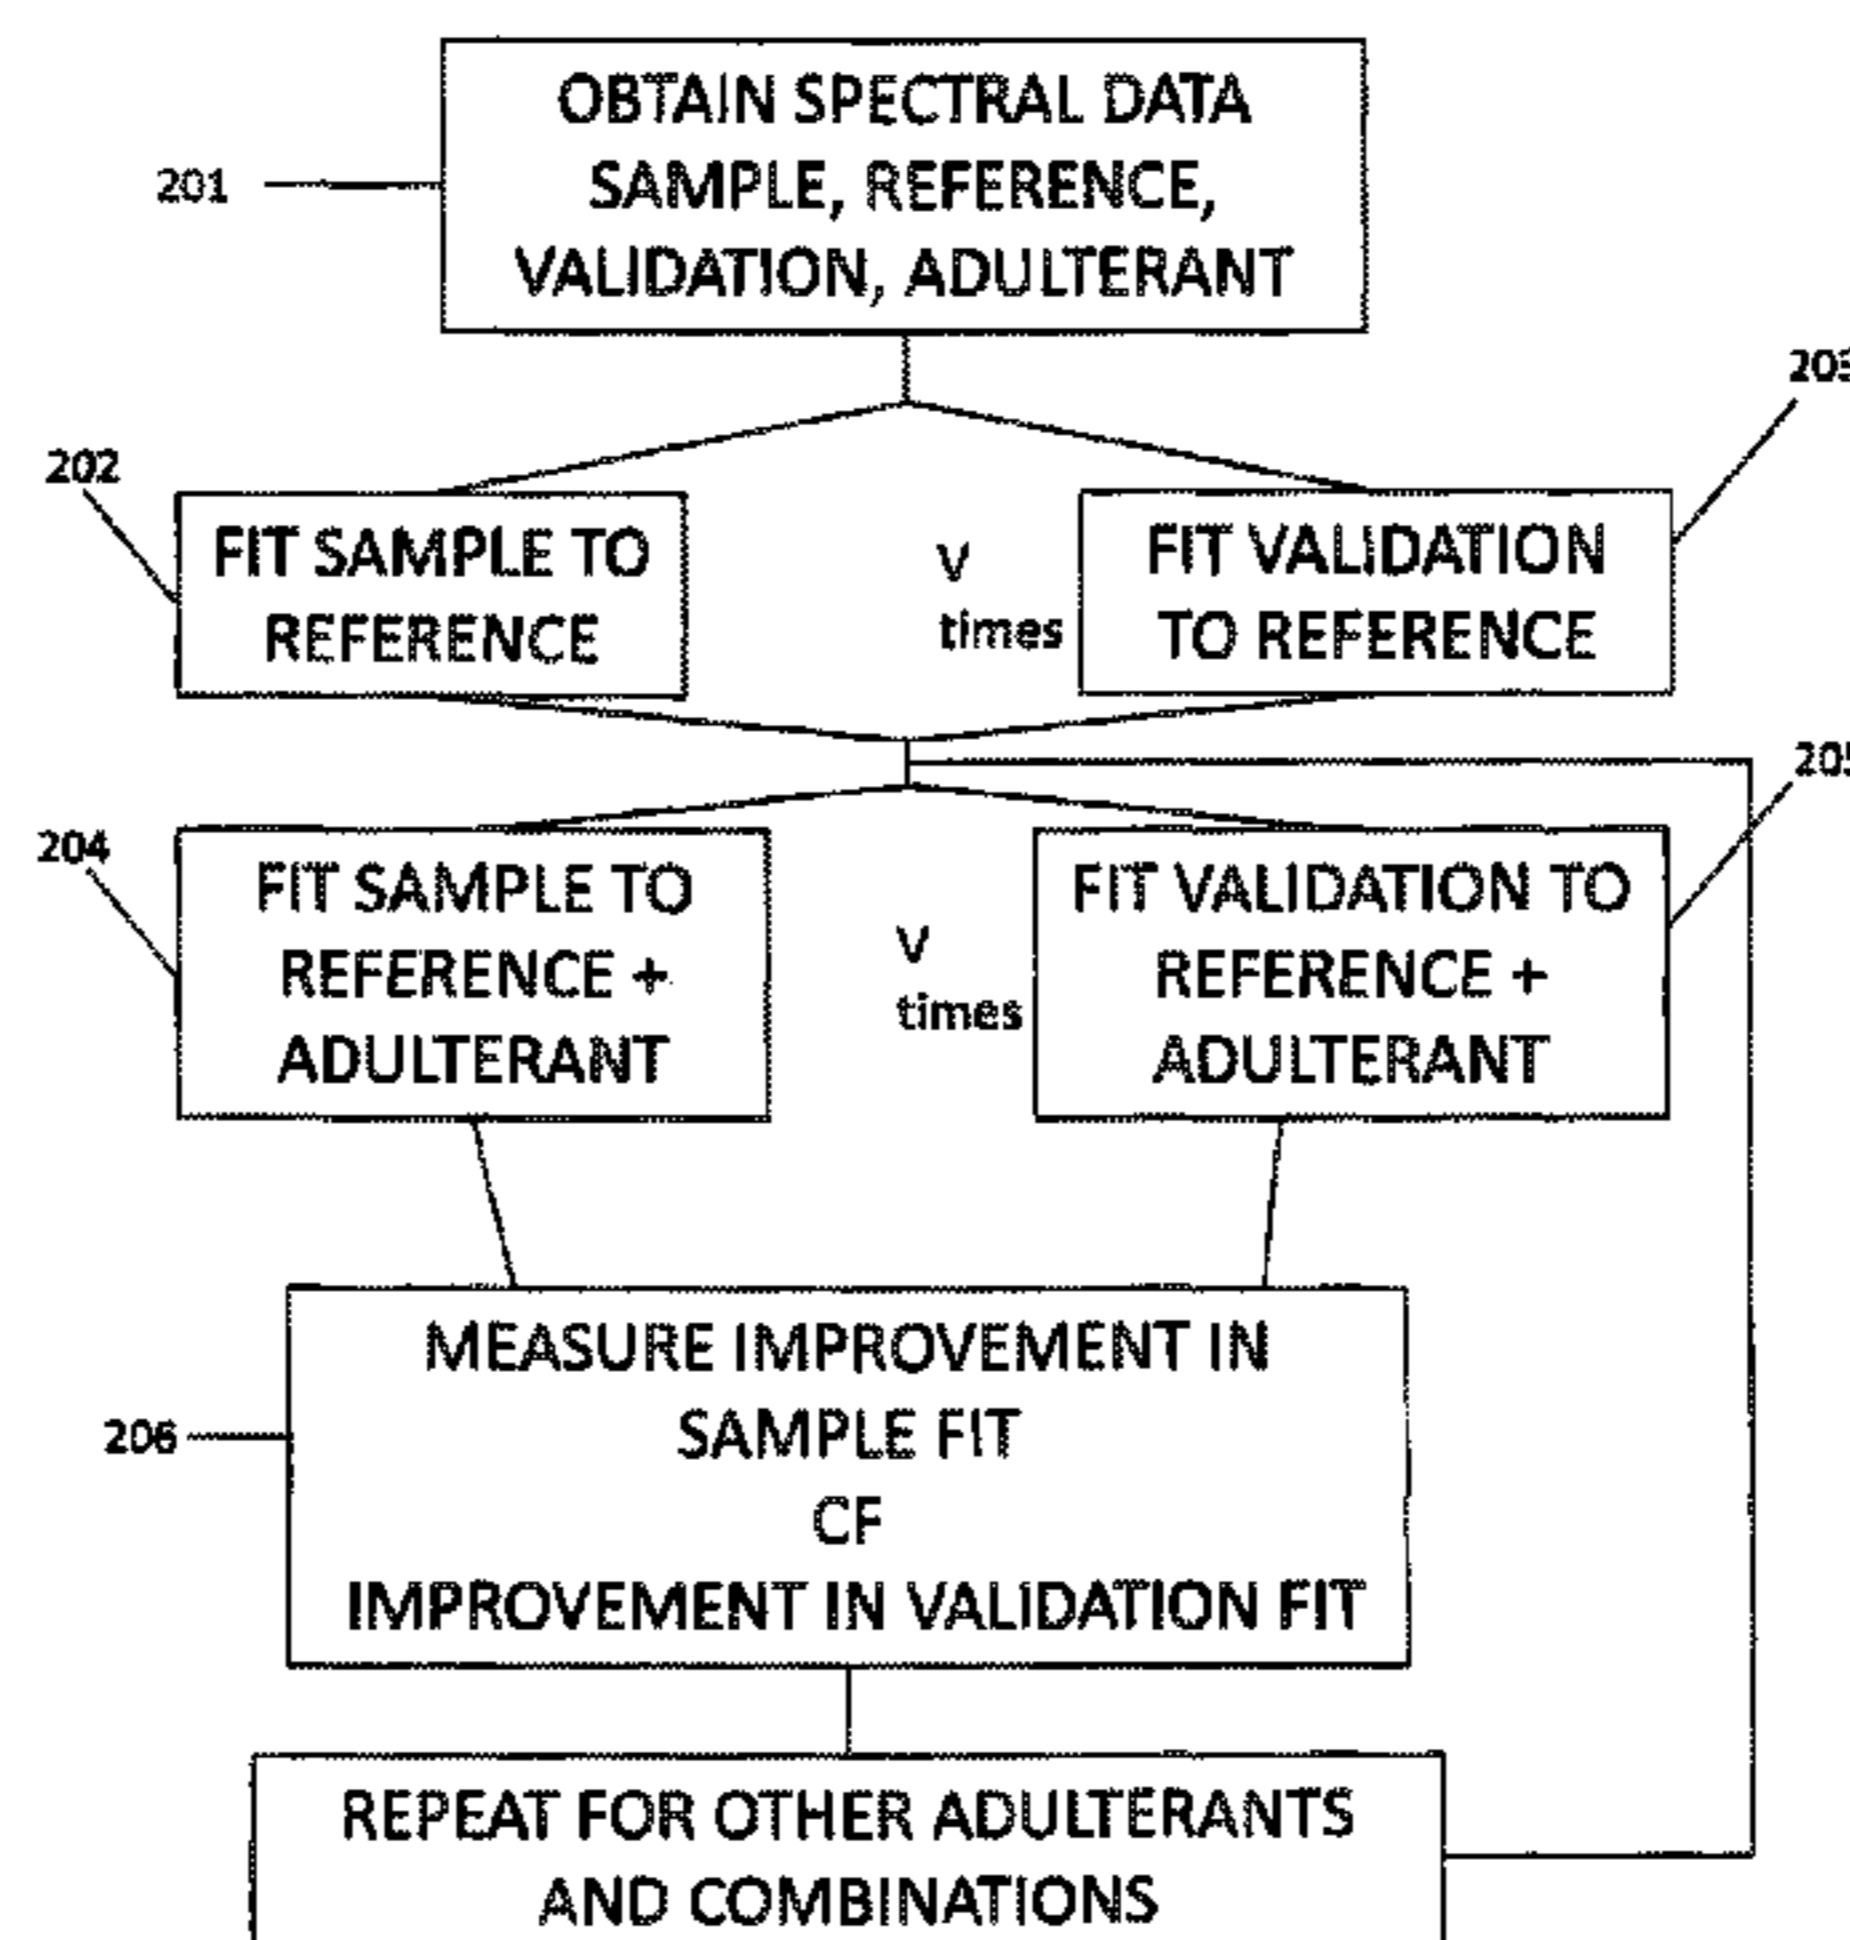 OBTAIN SPECTRAL DATA
SAMPLE, REFERENCE,
VALIDATION, ADULTERANT
201
203
202
FIT SAMPLE TO
REFERENCE
V
times
FIT VALIDATION
TO REFERENCE
205
204
FIT SAMPLE TO
REFERENCE +
ADULTERANT
V
times
FIT VALIDATION TO
REFERENCE +
ADULTERANT
206
MEASURE IMPROVEMENT IN
SAMPLE FIT
CF
IMPROVEMENT IN VALIDATION FIT
REPEAT FOR OTHER ADULTERANTS
AND COMBINATIONS